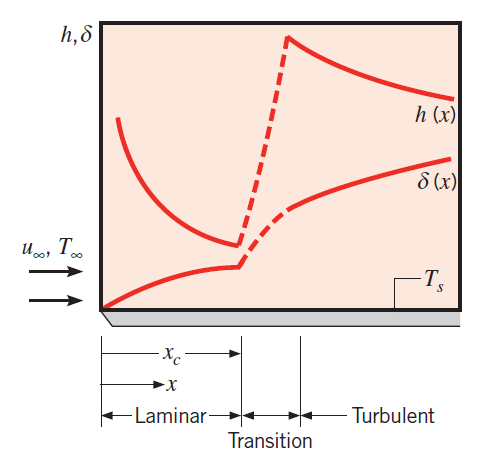 h, δ
h (x)
δ (x)
u∞, T∞
Ts
xc
x
Laminar
Turbulent
Transition